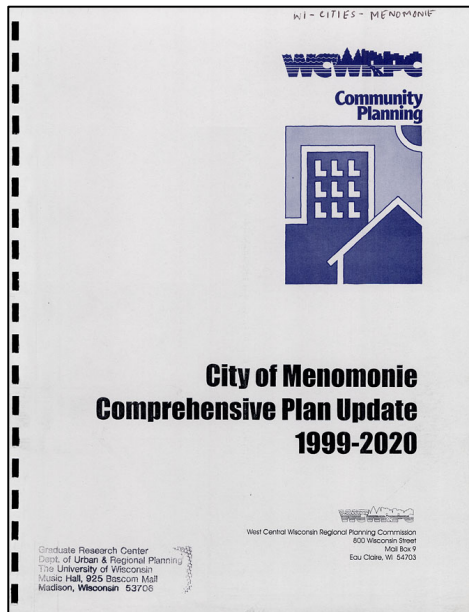 WI-CITIES-MENOMONIE
WCWRPC
Community
Planning
City of Menomonie
Comprehensive Plan Update
1999-2020
WCWRPC
West Central Wisconsin Regional Planning Commission
800 Wisconsin Street
Mail Box 9
Eau Claire, WI 54703
Graduate Research Center
Dept. of Urban & Regional Planning
The University of Wisconsin
Music Hall, 925 Bascom Mall
Madison, Wisconsin 53706